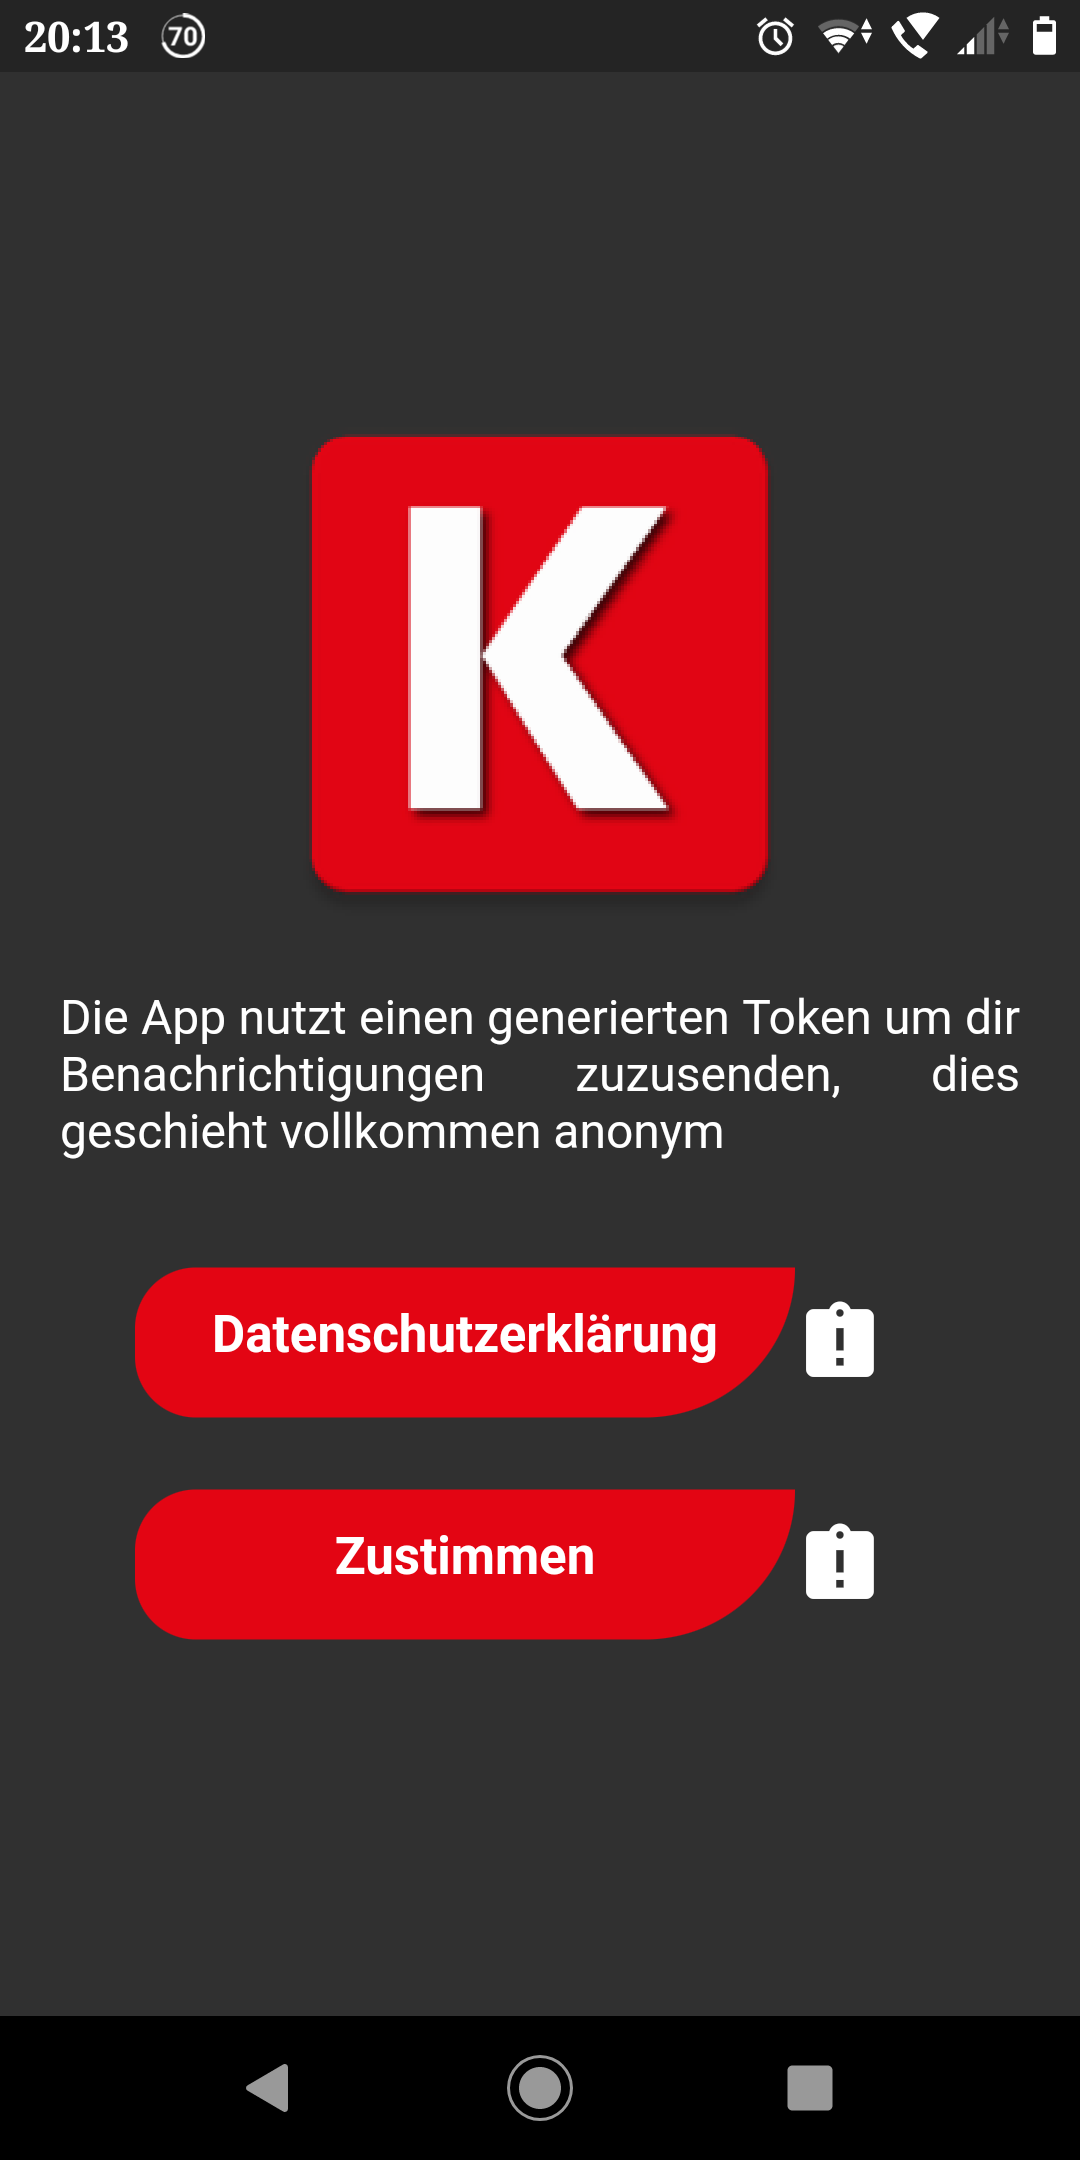 20:13 70
K
Die App nutzt einen generierten Token um dir
Benachrichtigungen zuzusenden, dies
geschieht vollkommen anonym
Datenschutzerklärung
Zustimmen